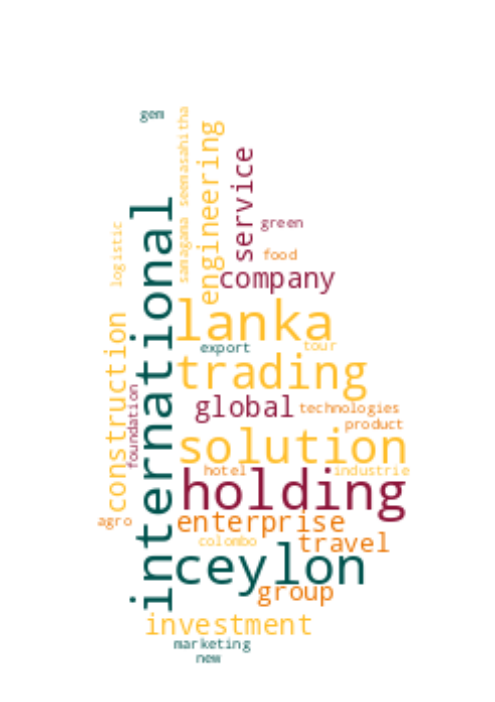 gem
samagama seemasahitha
engineering
service
green
logistic
food
company
international
lanka
construction
export
tour
trading
foundation
global
technologies
product
solution
hotel
industrie
holding
agro
enterprise
colombo
travel
ceylon
group
investment
marketing
new